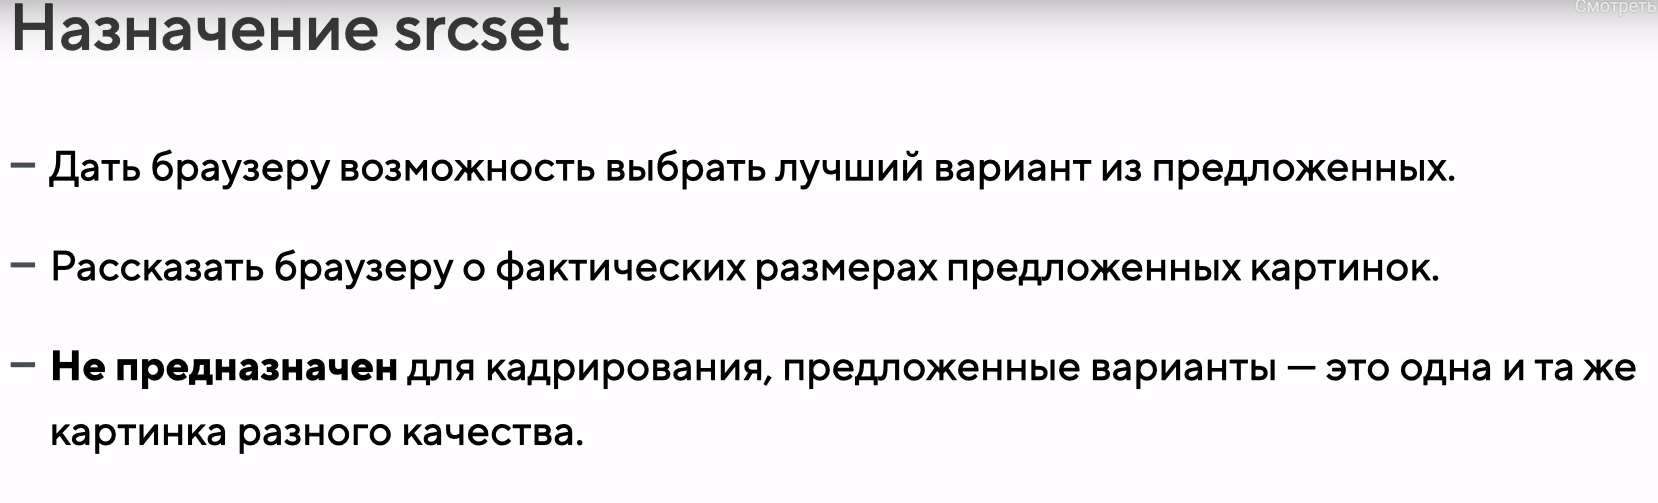 Смотреть
Назначение srcset
— Дать браузеру возможность выбрать лучший вариант из предложенных.
— Рассказать браузеру о фактических размерах предложенных картинок.
— Не предназначен для кадрирования, предложенные варианты — это одна и та же
картинка разного качества.